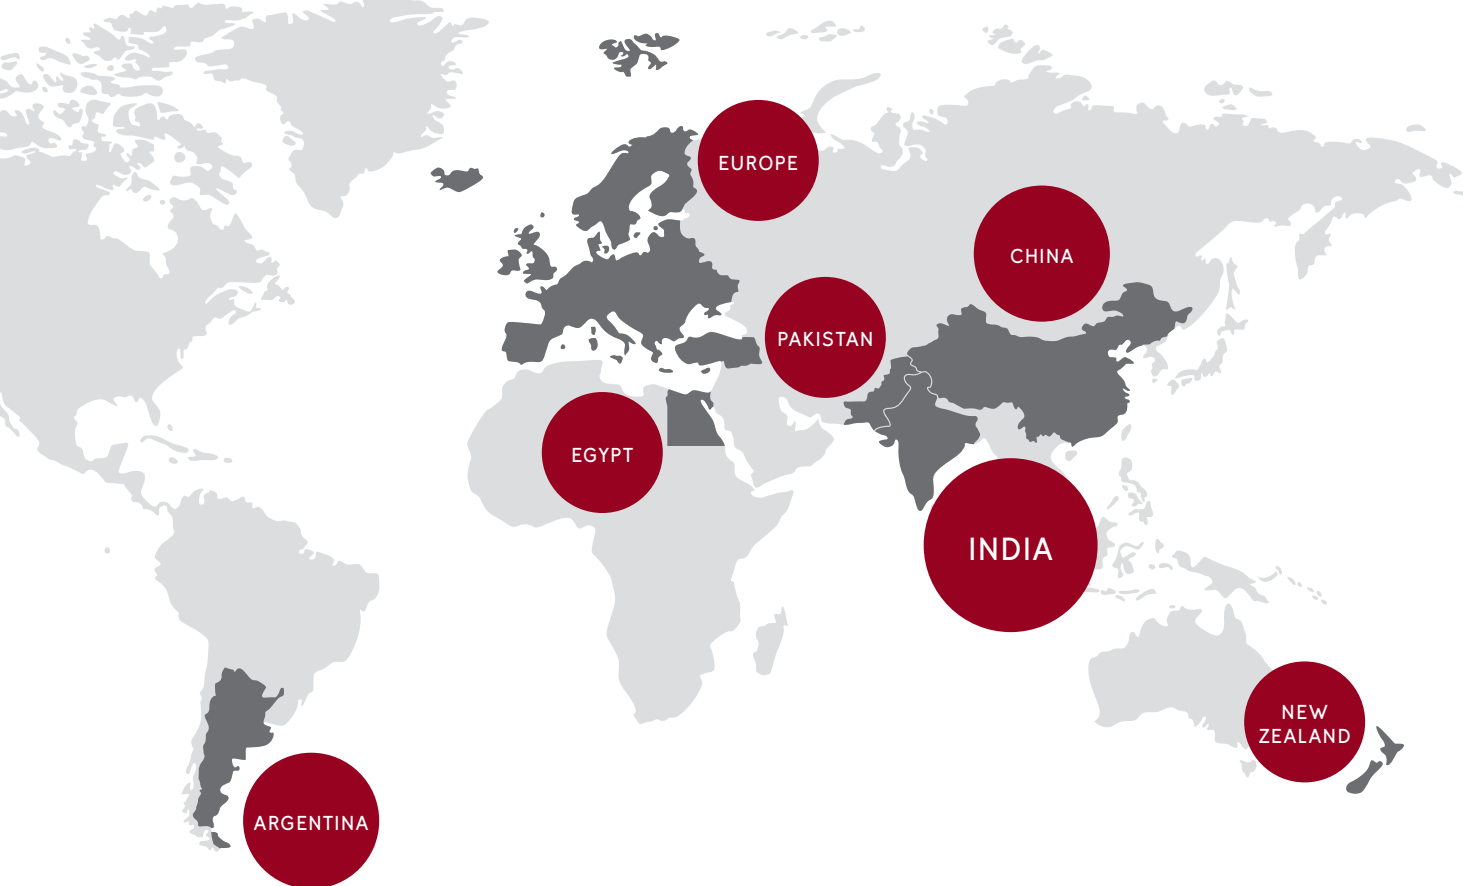 EUROPE
CHINA
PAKISTAN
EGYPT
INDIA
NEW
ZEALAND
ARGENTINA